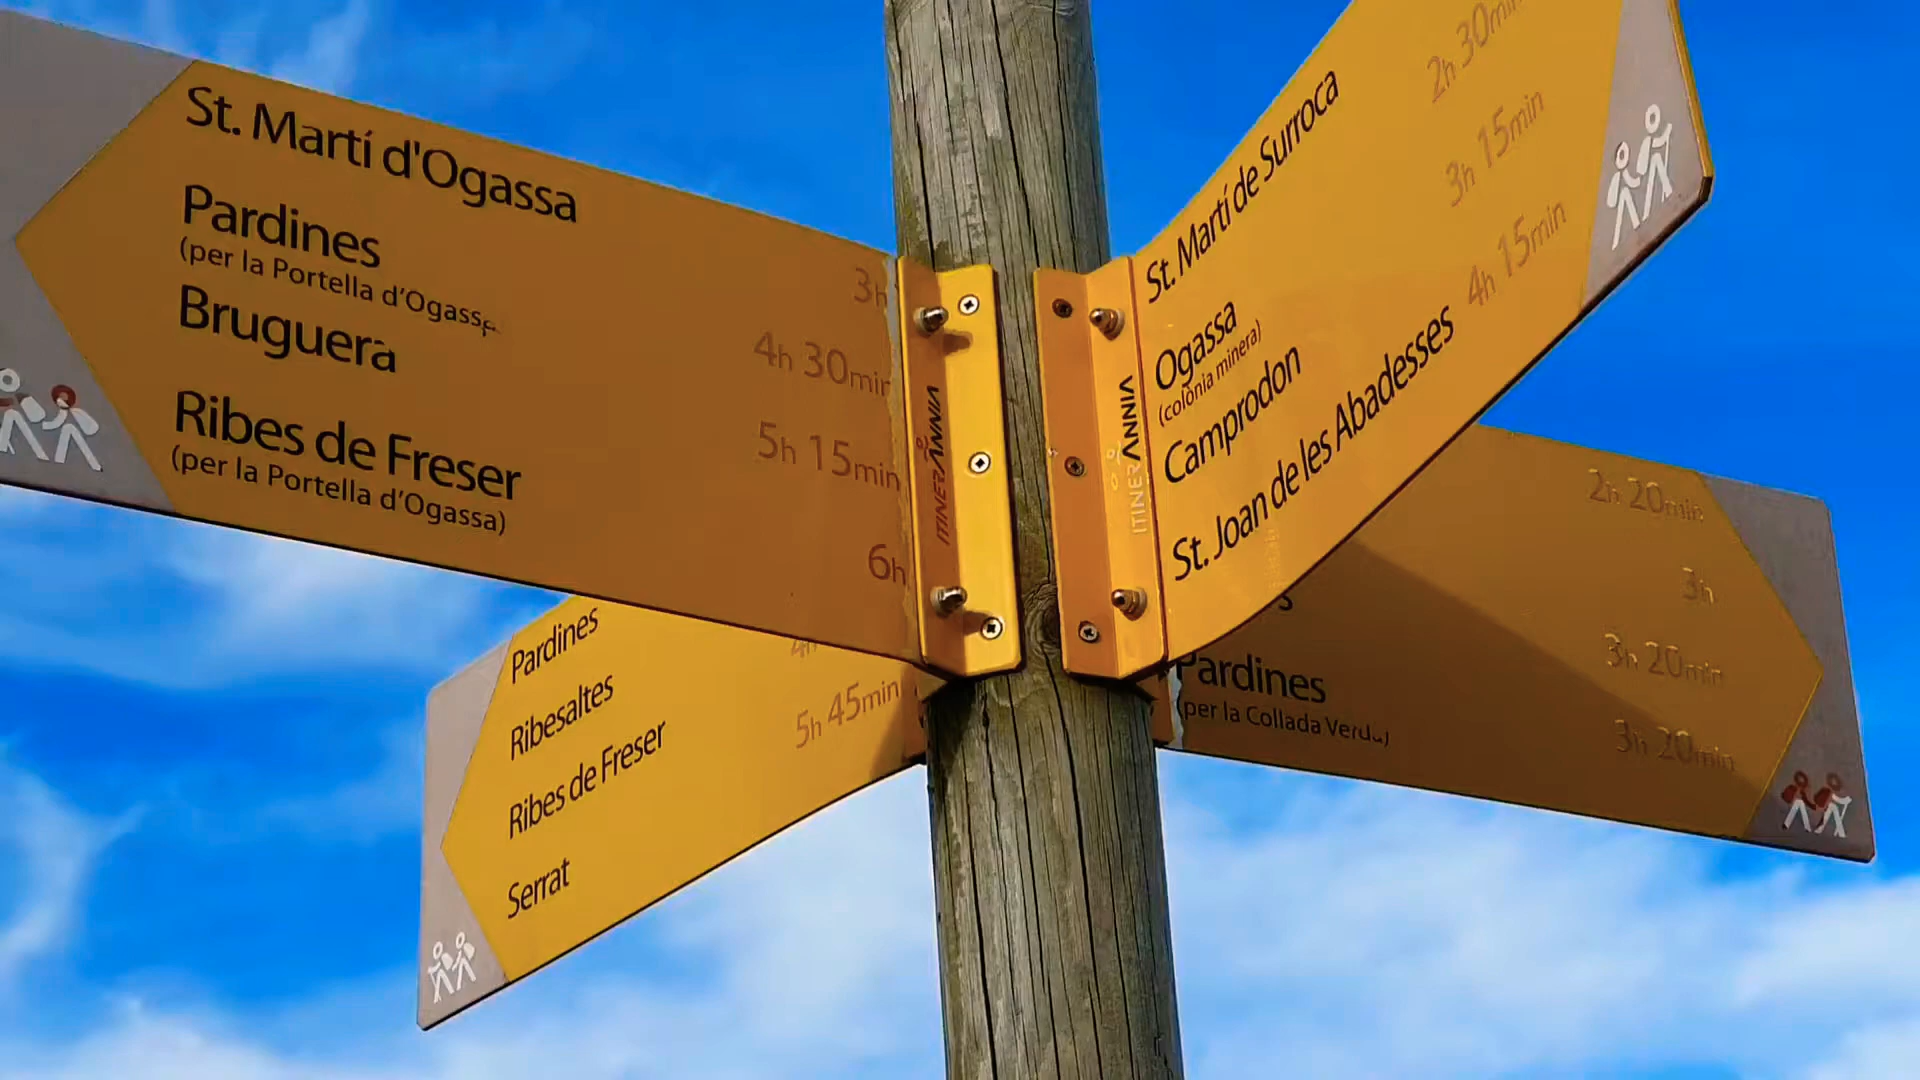 St. Martí d'Ogassa 3h
Pardines 4h 30min
(per la Portella d'Ogassa)
Bruguera 5h 15min
Ribes de Freser 6h
(per la Portella d'Ogassa)
ITINERÀNNIA
St. Martí de Surroca 2h 30min
Ogassa 3h 15min
(colònia minera)
Camprodon 4h 15min
St. Joan de les Abadesses
ITINERÀNNIA
Pardines
Ribesaltes 4h
Ribes de Freser 5h 45min
Serrat
2h 20min
3h
3h 20min
Pardines 3h 20min
(per la Collada Verda)